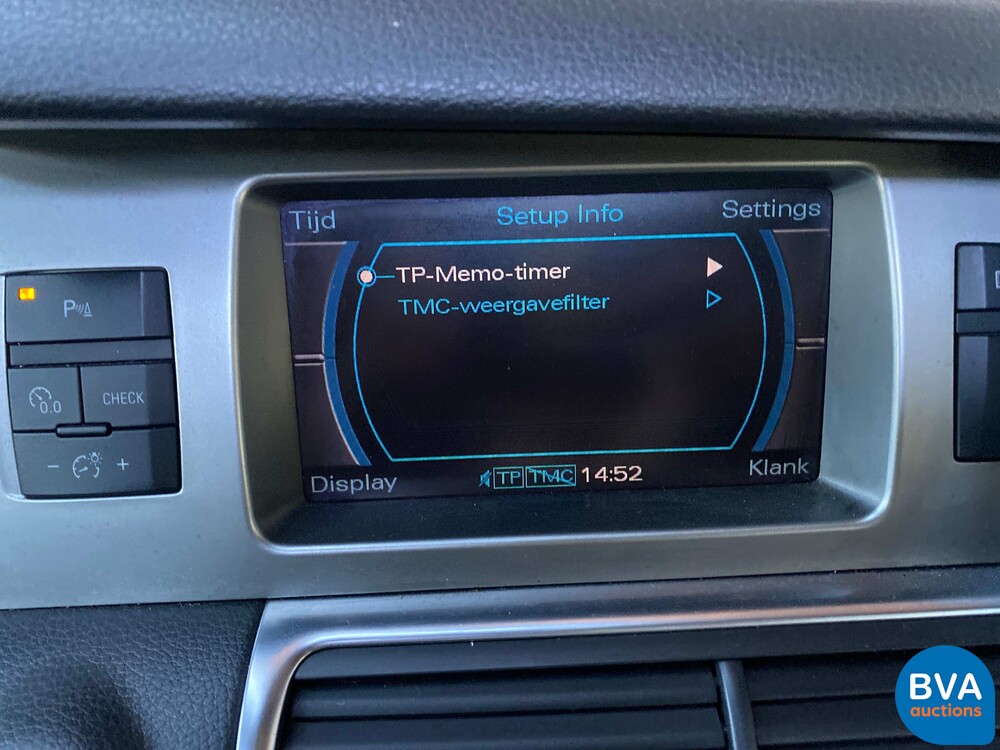 Tijd
Setup Info
Settings
TP-Memo-timer
TMC-weergavefilter
Display
TP TMC 14:52
Klank
P
0.0
CHECK
- +
BVA
auctions